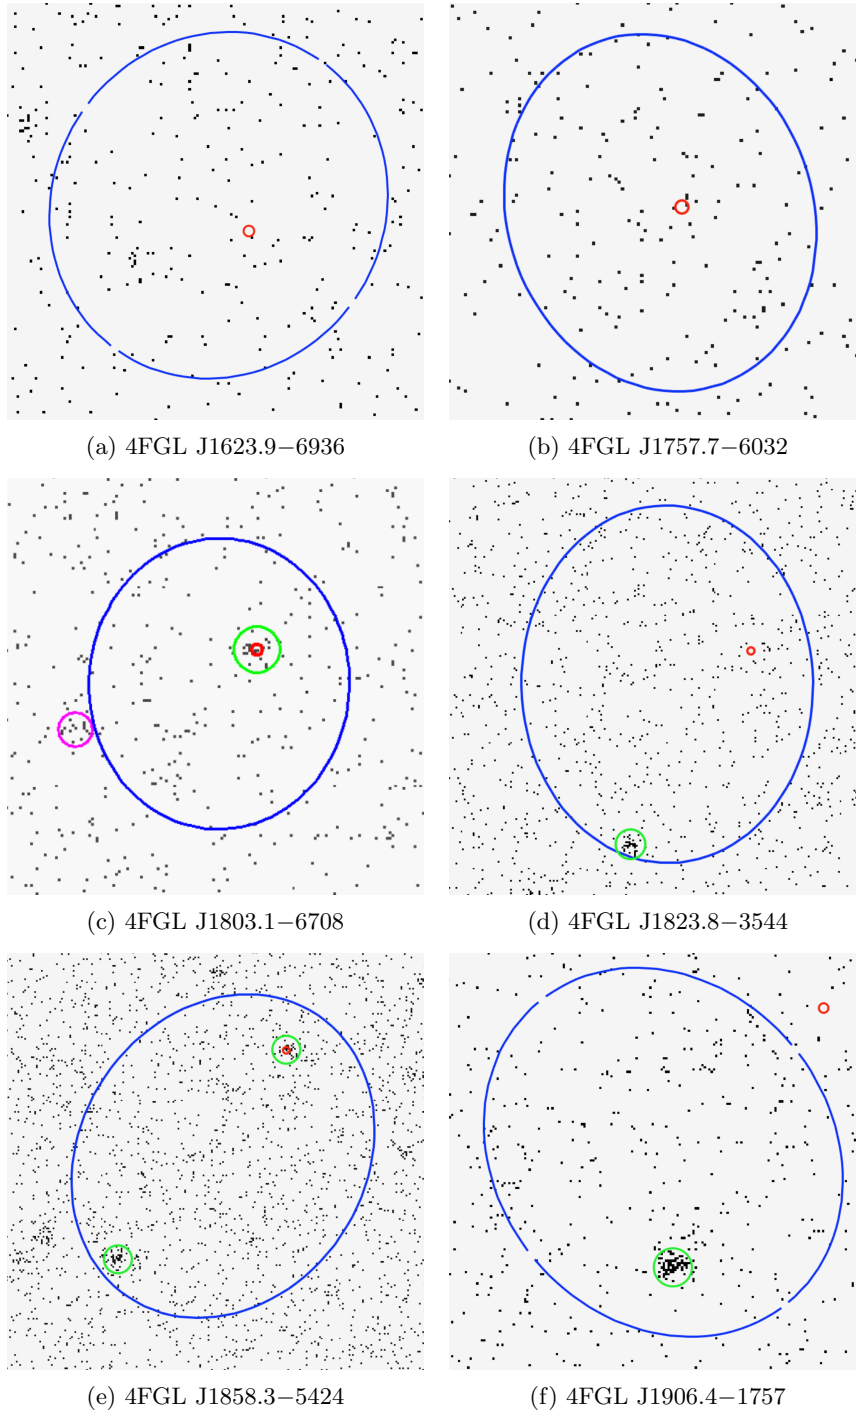 (a) 4FGL J1623.9−6936
(b) 4FGL J1757.7−6032
(c) 4FGL J1803.1−6708
(d) 4FGL J1823.8−3544
(e) 4FGL J1858.3−5424
(f) 4FGL J1906.4−1757